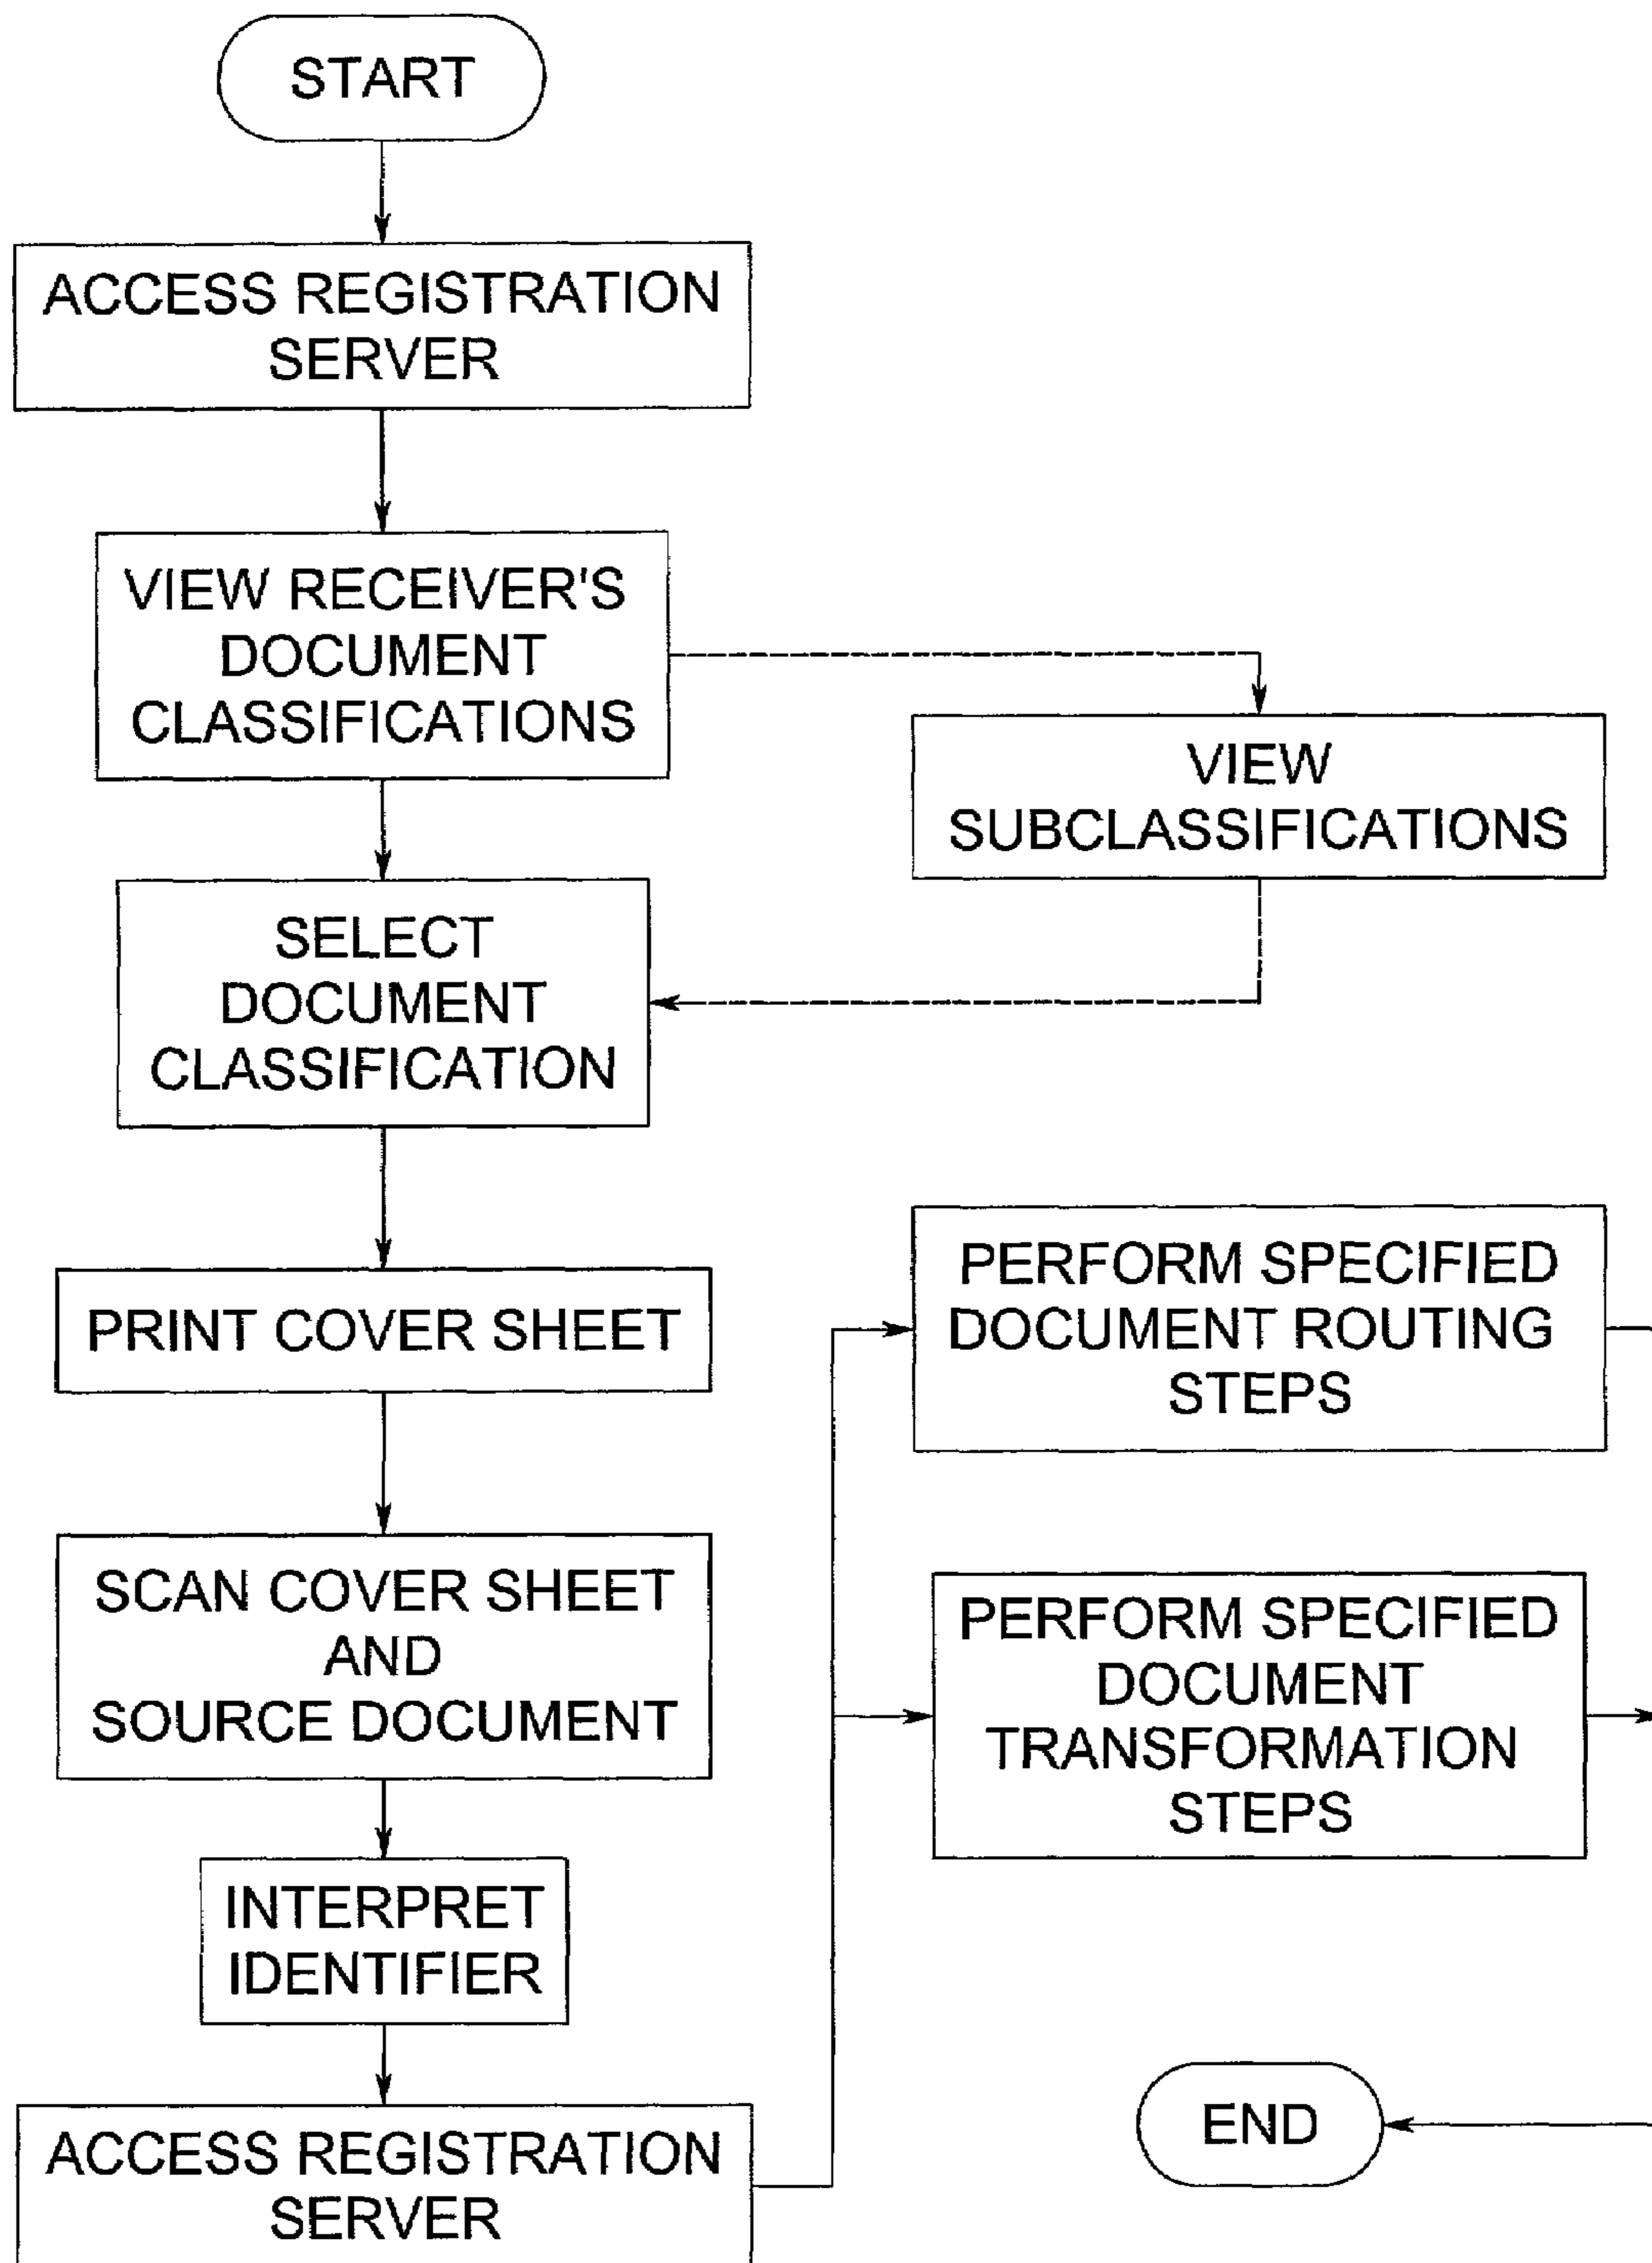 START
ACCESS REGISTRATION
SERVER
VIEW RECEIVER'S
DOCUMENT
CLASSIFICATIONS
VIEW
SUBCLASSIFICATIONS
SELECT
DOCUMENT
CLASSIFICATION
PRINT COVER SHEET
SCAN COVER SHEET
AND
SOURCE DOCUMENT
INTERPRET
IDENTIFIER
ACCESS REGISTRATION
SERVER
PERFORM SPECIFIED
DOCUMENT ROUTING
STEPS
PERFORM SPECIFIED
DOCUMENT
TRANSFORMATION
STEPS
END